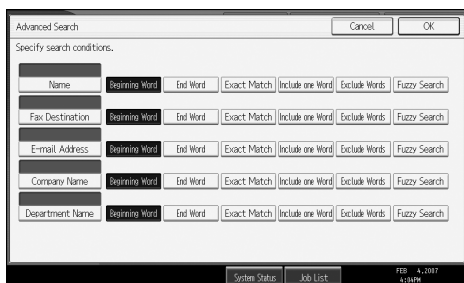 Advanced Search Cancel OK
Specify search conditions.
Name Beginning Word End Word Exact Match Include one Word Exclude Words Fuzzy Search
Fax Destination Beginning Word End Word Exact Match Include one Word Exclude Words Fuzzy Search
E-mail Address Beginning Word End Word Exact Match Include one Word Exclude Words Fuzzy Search
Company Name Beginning Word End Word Exact Match Include one Word Exclude Words Fuzzy Search
Department Name Beginning Word End Word Exact Match Include one Word Exclude Words Fuzzy Search
System Status Job List FEB 4,2007
4:04PM